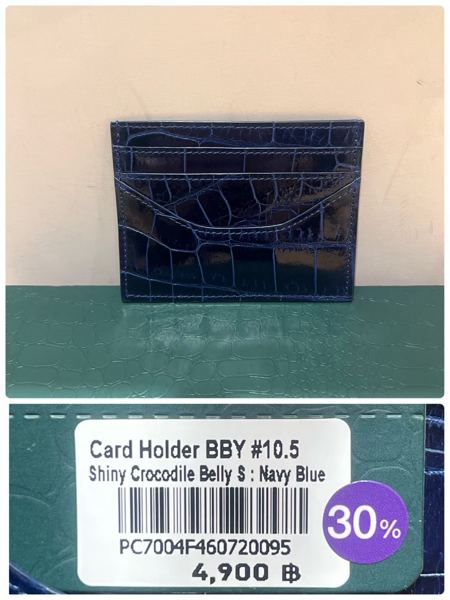 Card Holder BBY #10.5
Shiny Crocodile Belly S : Navy Blue
PC7004F460720095
4,900 ฿
30%